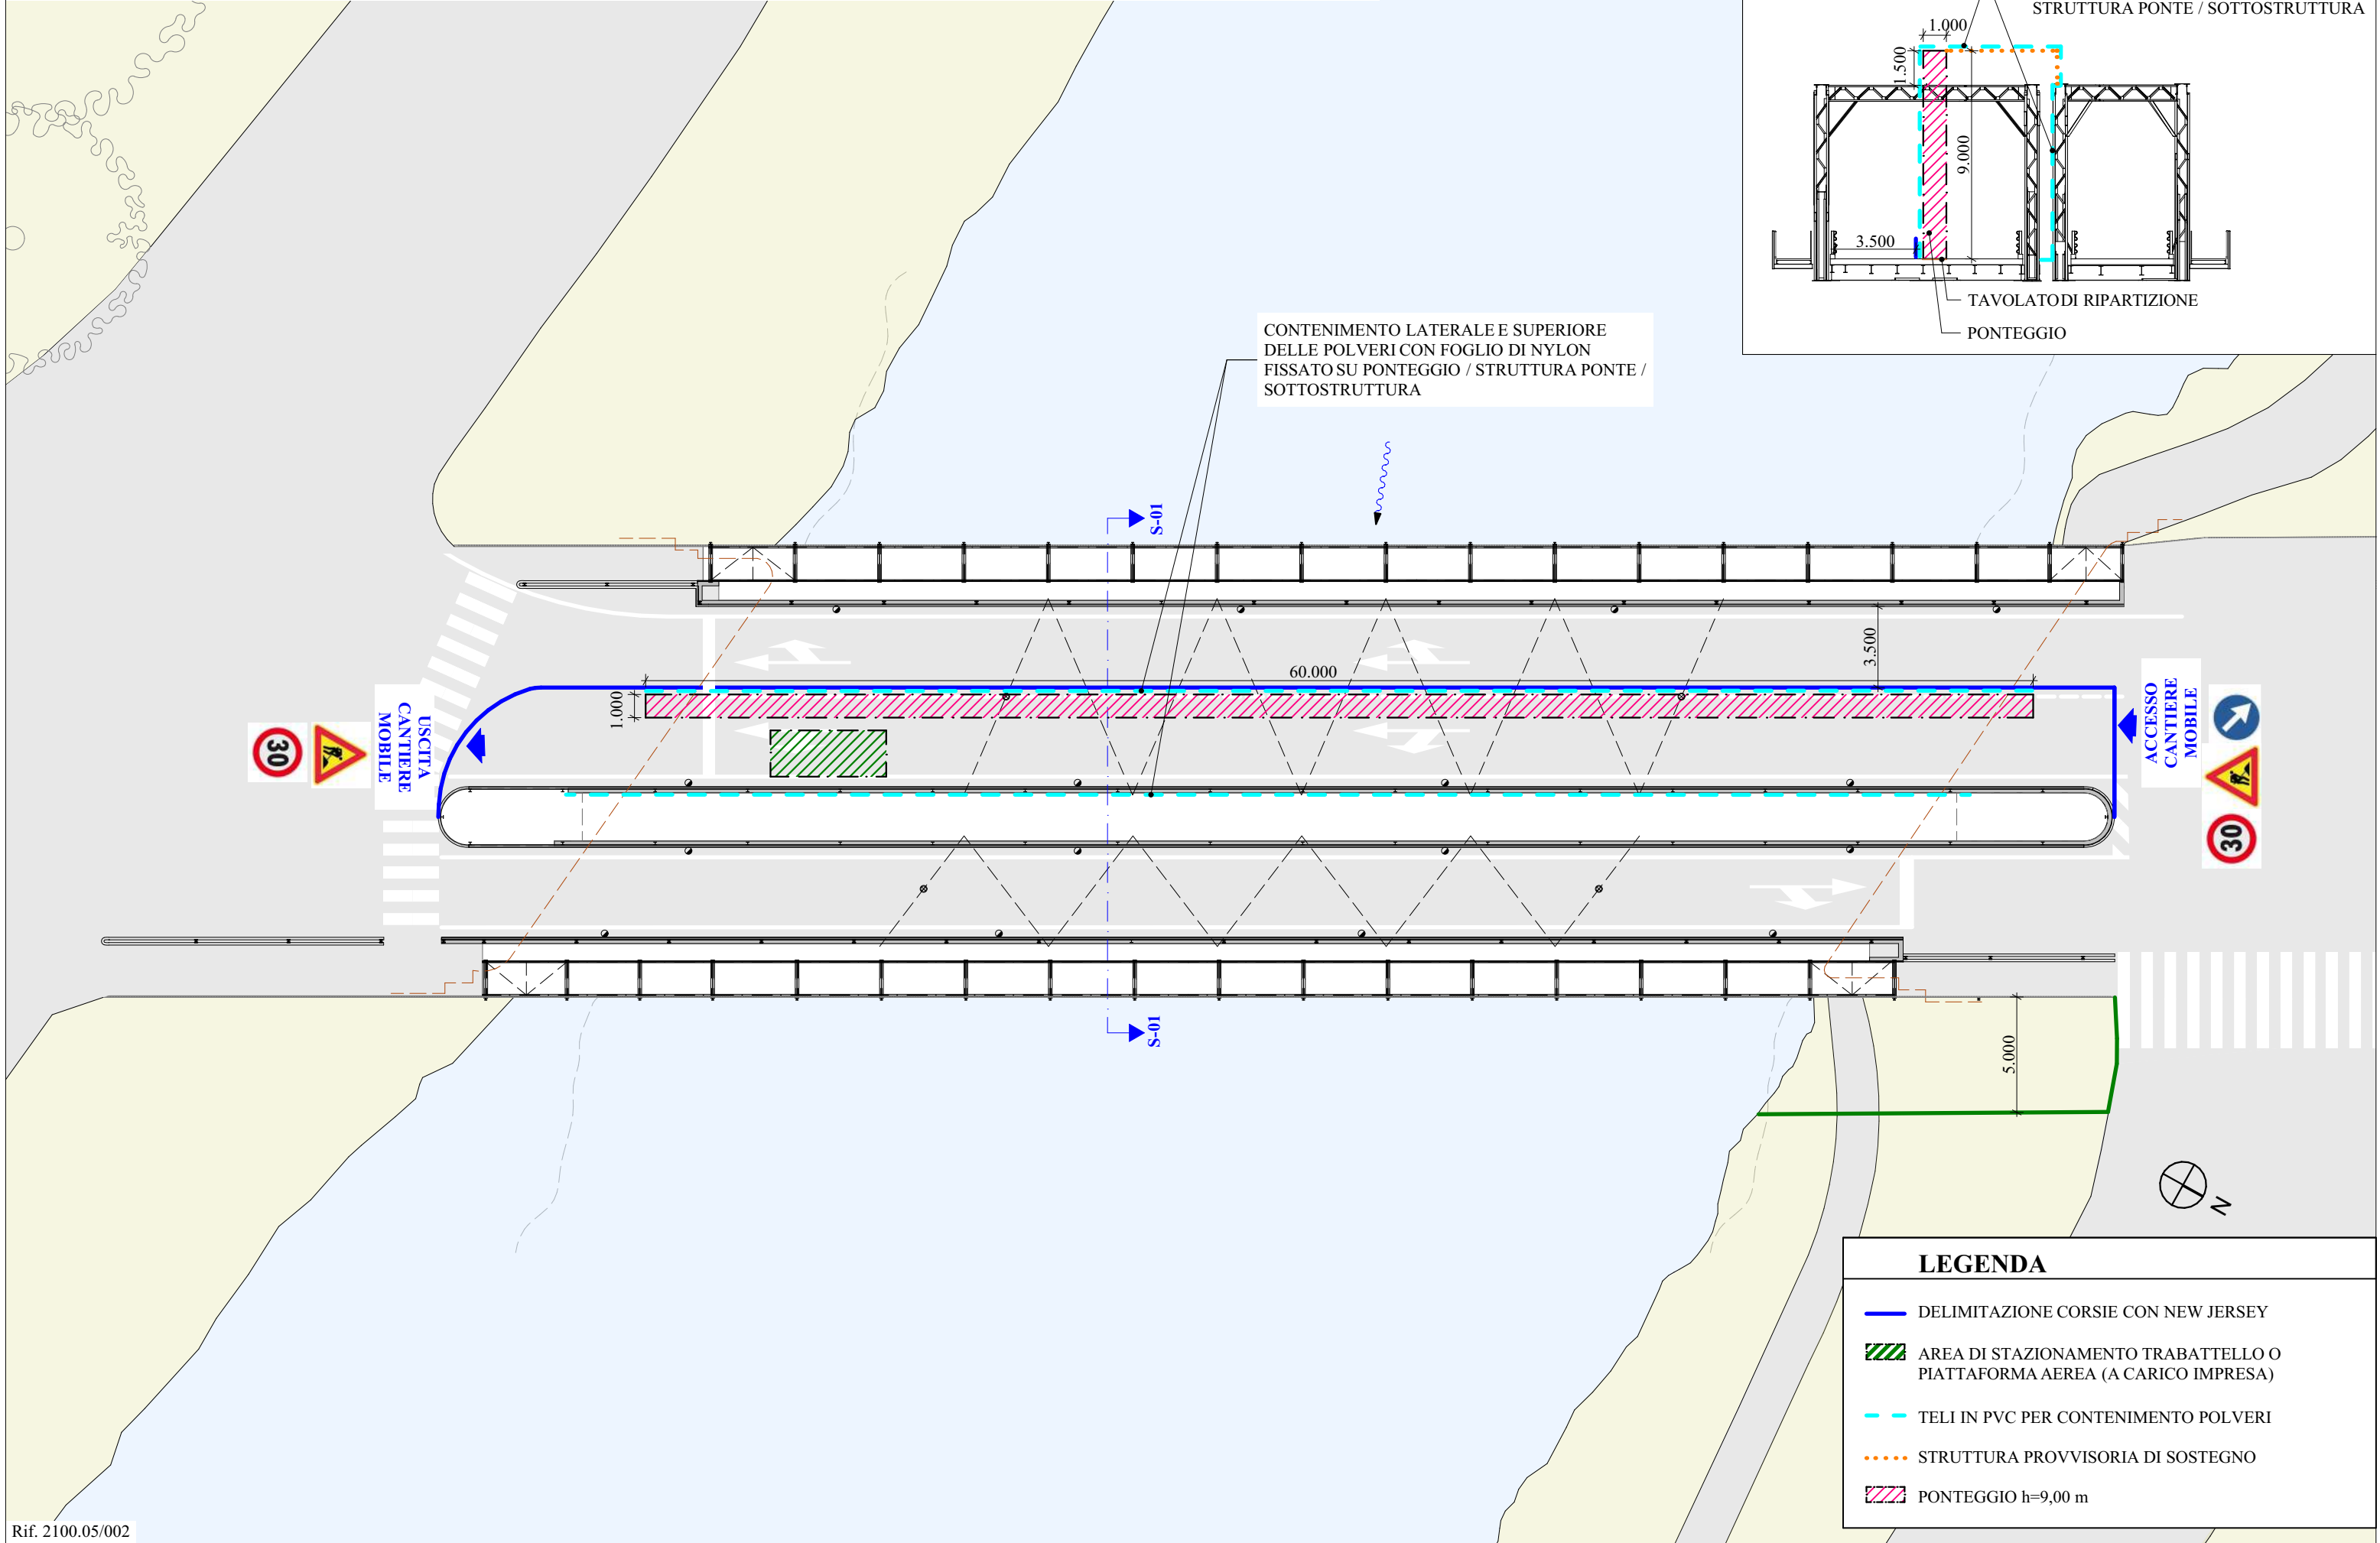 STRUTTURA PONTE / SOTTOSTRUTTURA
1.000
1.500
9.000
3.500
TAVOLATO DI RIPARTIZIONE
PONTEGGIO
CONTENIMENTO LATERALE E SUPERIORE
DELLE POLVERI CON FOGLIO DI NYLON
FISSATO SU PONTEGGIO / STRUTTURA PONTE /
SOTTOSTRUTTURA
S-01
3.500
60.000
1.000
USCITA
CANTIERE
MOBILE
30
ACCESSO
CANTIERE
MOBILE
30
S-01
5.000
N
LEGENDA
DELIMITAZIONE CORSIE CON NEW JERSEY
AREA DI STAZIONAMENTO TRABATTELLO O
PIATTAFORMA AEREA (A CARICO IMPRESA)
TELI IN PVC PER CONTENIMENTO POLVERI
STRUTTURA PROVVISORIA DI SOSTEGNO
PONTEGGIO h=9,00 m
Rif. 2100.05/002